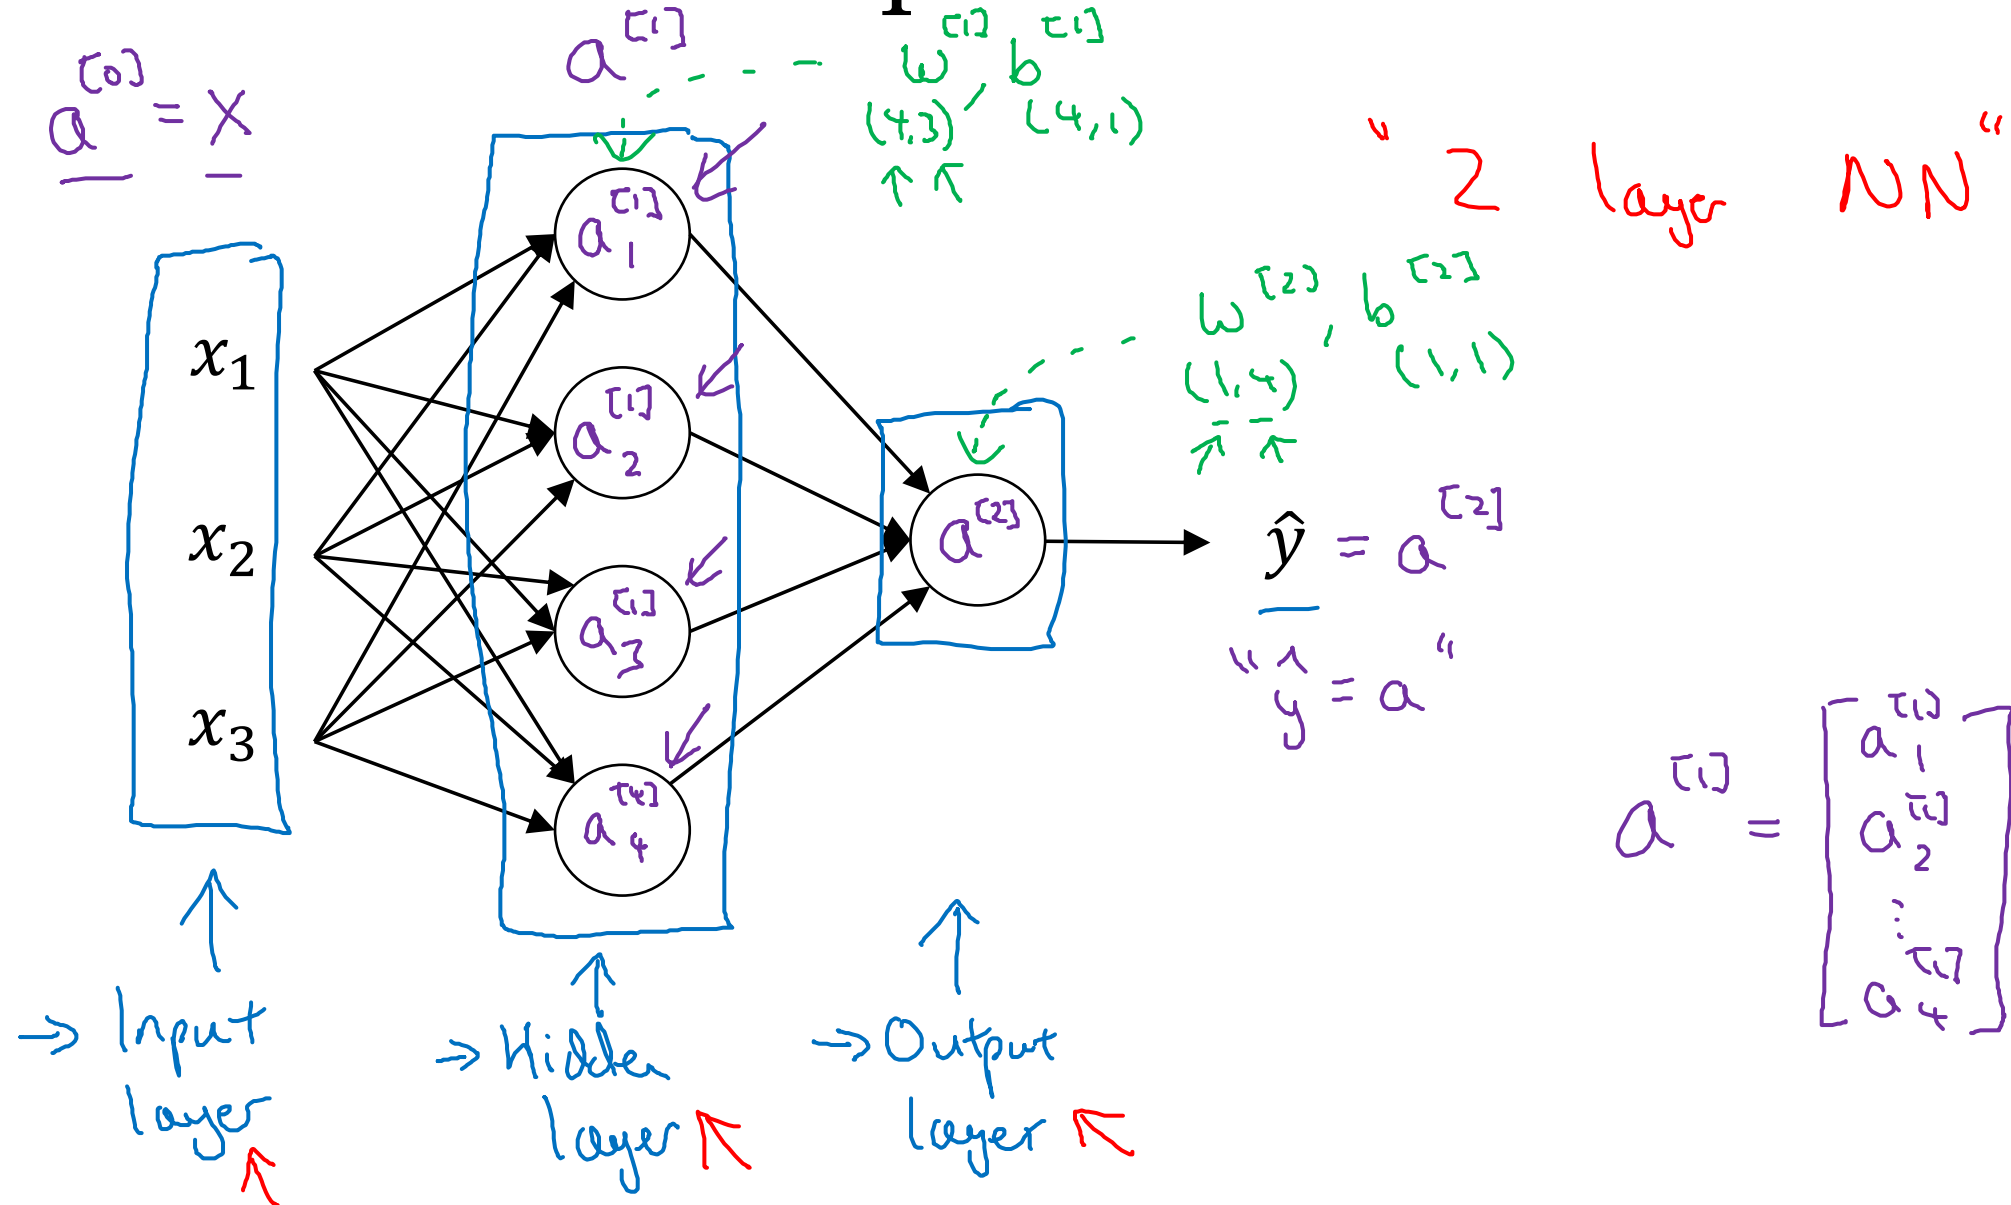 a^[0] = X
a^[1]
w^[1], b^[1]
(4,3) (4,1)
"2 layer NN"
x₁
x₂
x₃
a₁^[1]
a₂^[1]
a₃^[1]
a₄^[4]
a^[2]
w^[2], b^[2]
(1,4) (1,1)
ŷ = a^[2]
"ŷ = a"
a^[1] = [a₁^[1]
a₂^[1]
⋮
a₄^[1]]
→ Input
layer
→ Hidden
layer
→ Output
layer